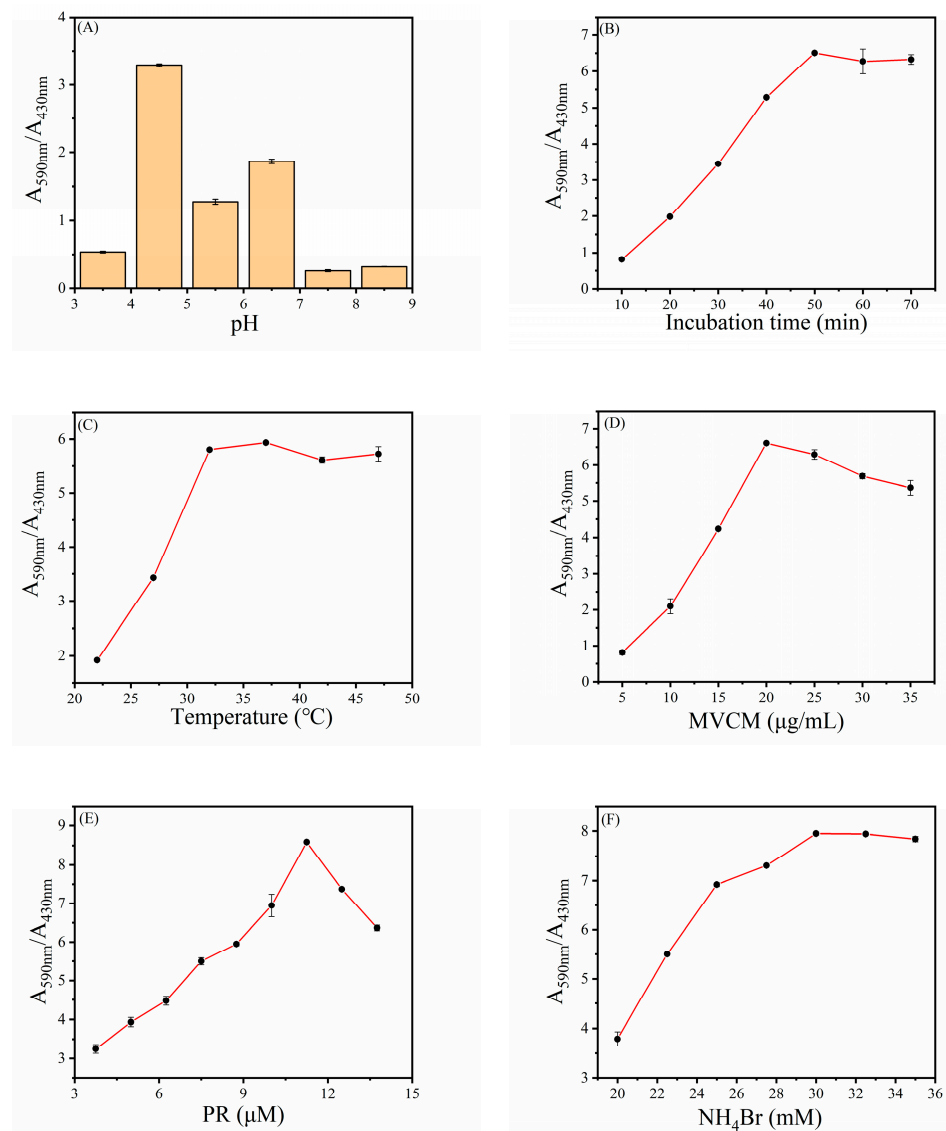 (A)
A590nm/A430nm
4
3
2
1
0
3 4 5 6 7 8 9
pH
(B)
A590nm/A430nm
7
6
5
4
3
2
1
0
10 20 30 40 50 60 70
Incubation time (min)
(C)
A590nm/A430nm
6
5
4
3
2
20 25 30 35 40 45 50
Temperature (℃)
(D)
A590nm/A430nm
7
6
5
4
3
2
1
0
5 10 15 20 25 30 35
MVCM (μg/mL)
(E)
A590nm/A430nm
9
8
7
6
5
4
3
3 6 9 12 15
PR (μM)
(F)
A590nm/A430nm
8
7
6
5
4
3
20 22 24 26 28 30 32 34 36
NH4Br (mM)